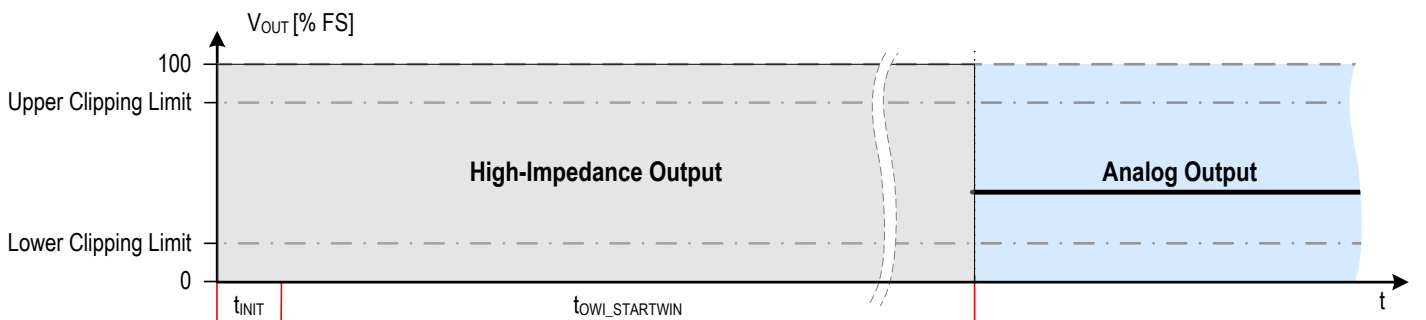 VOUT [% FS]
100
Upper Clipping Limit
High-Impedance Output
Analog Output
Lower Clipping Limit
0
tINIT
tOWI_STARTWIN
t